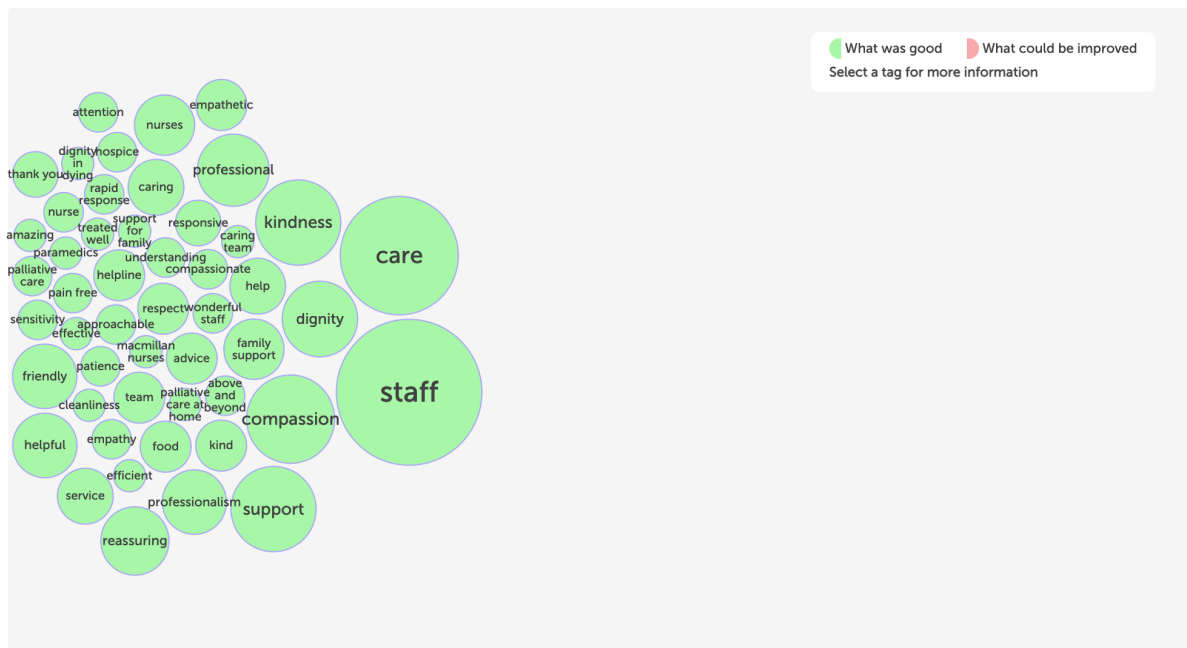 What was good
What could be improved
Select a tag for more information
empathetic
attention
nurses
dignity
in
dying
hospice
professional
thank you
caring
rapid
response
nurse
kindness
support
for
family
responsive
treated
well
amazing
caring
team
paramedics
understanding
care
compassionate
palliative
care
helpline
help
pain free
respect
wonderful
staff
dignity
sensitivity
approachable
effective
macmillan
nurses
family
support
advice
patience
friendly
staff
above
and
beyond
team
palliative
care at
home
cleanliness
compassion
empathy
helpful
food
kind
efficient
service
professionalism
support
reassuring